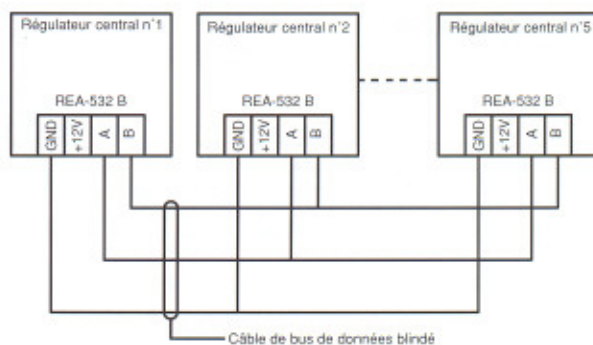 Régulateur central n°1
Régulateur central n°2
Régulateur central n°5
REA-532 B
REA-532 B
REA-532 B
GND
+12V
A
B
GND
+12V
A
B
GND
+12V
A
B
Câble de bus de données blindé